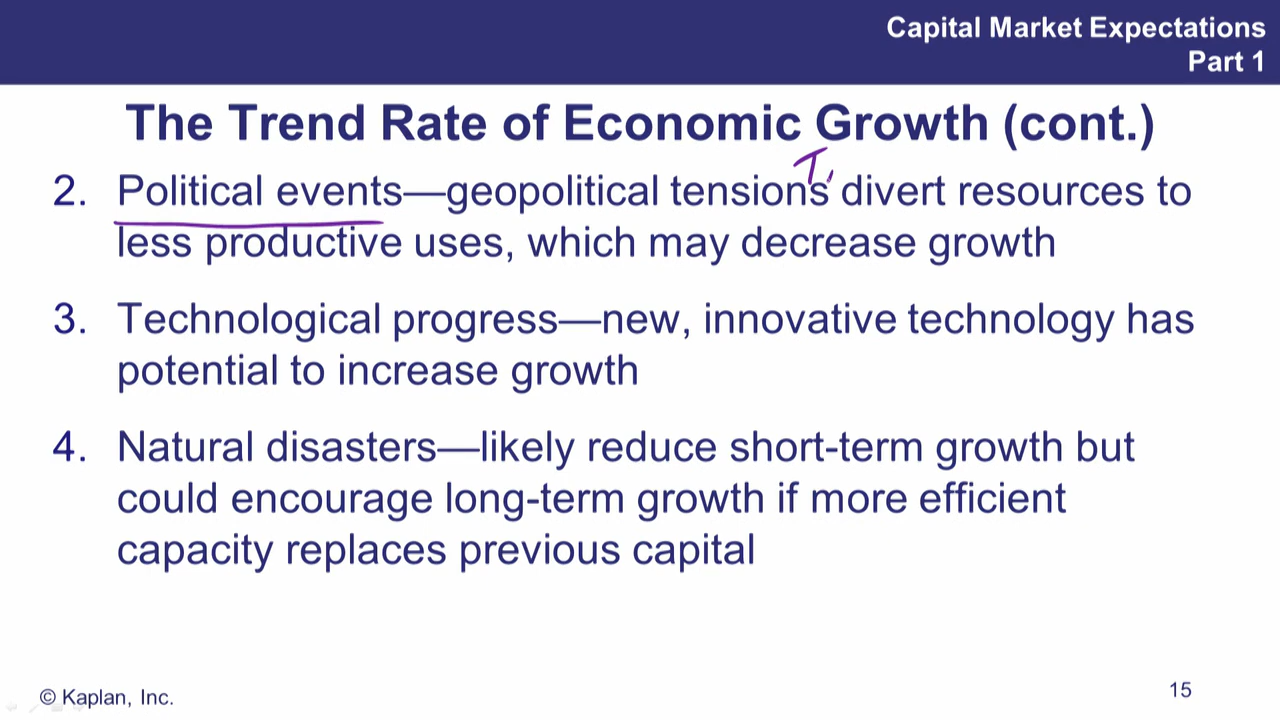 Capital Market Expectations
Part 1
The Trend Rate of Economic Growth (cont.)
2. Political events—geopolitical tensions divert resources to
less productive uses, which may decrease growth
3. Technological progress—new, innovative technology has
potential to increase growth
4. Natural disasters—likely reduce short-term growth but
could encourage long-term growth if more efficient
capacity replaces previous capital
© Kaplan, Inc.
15